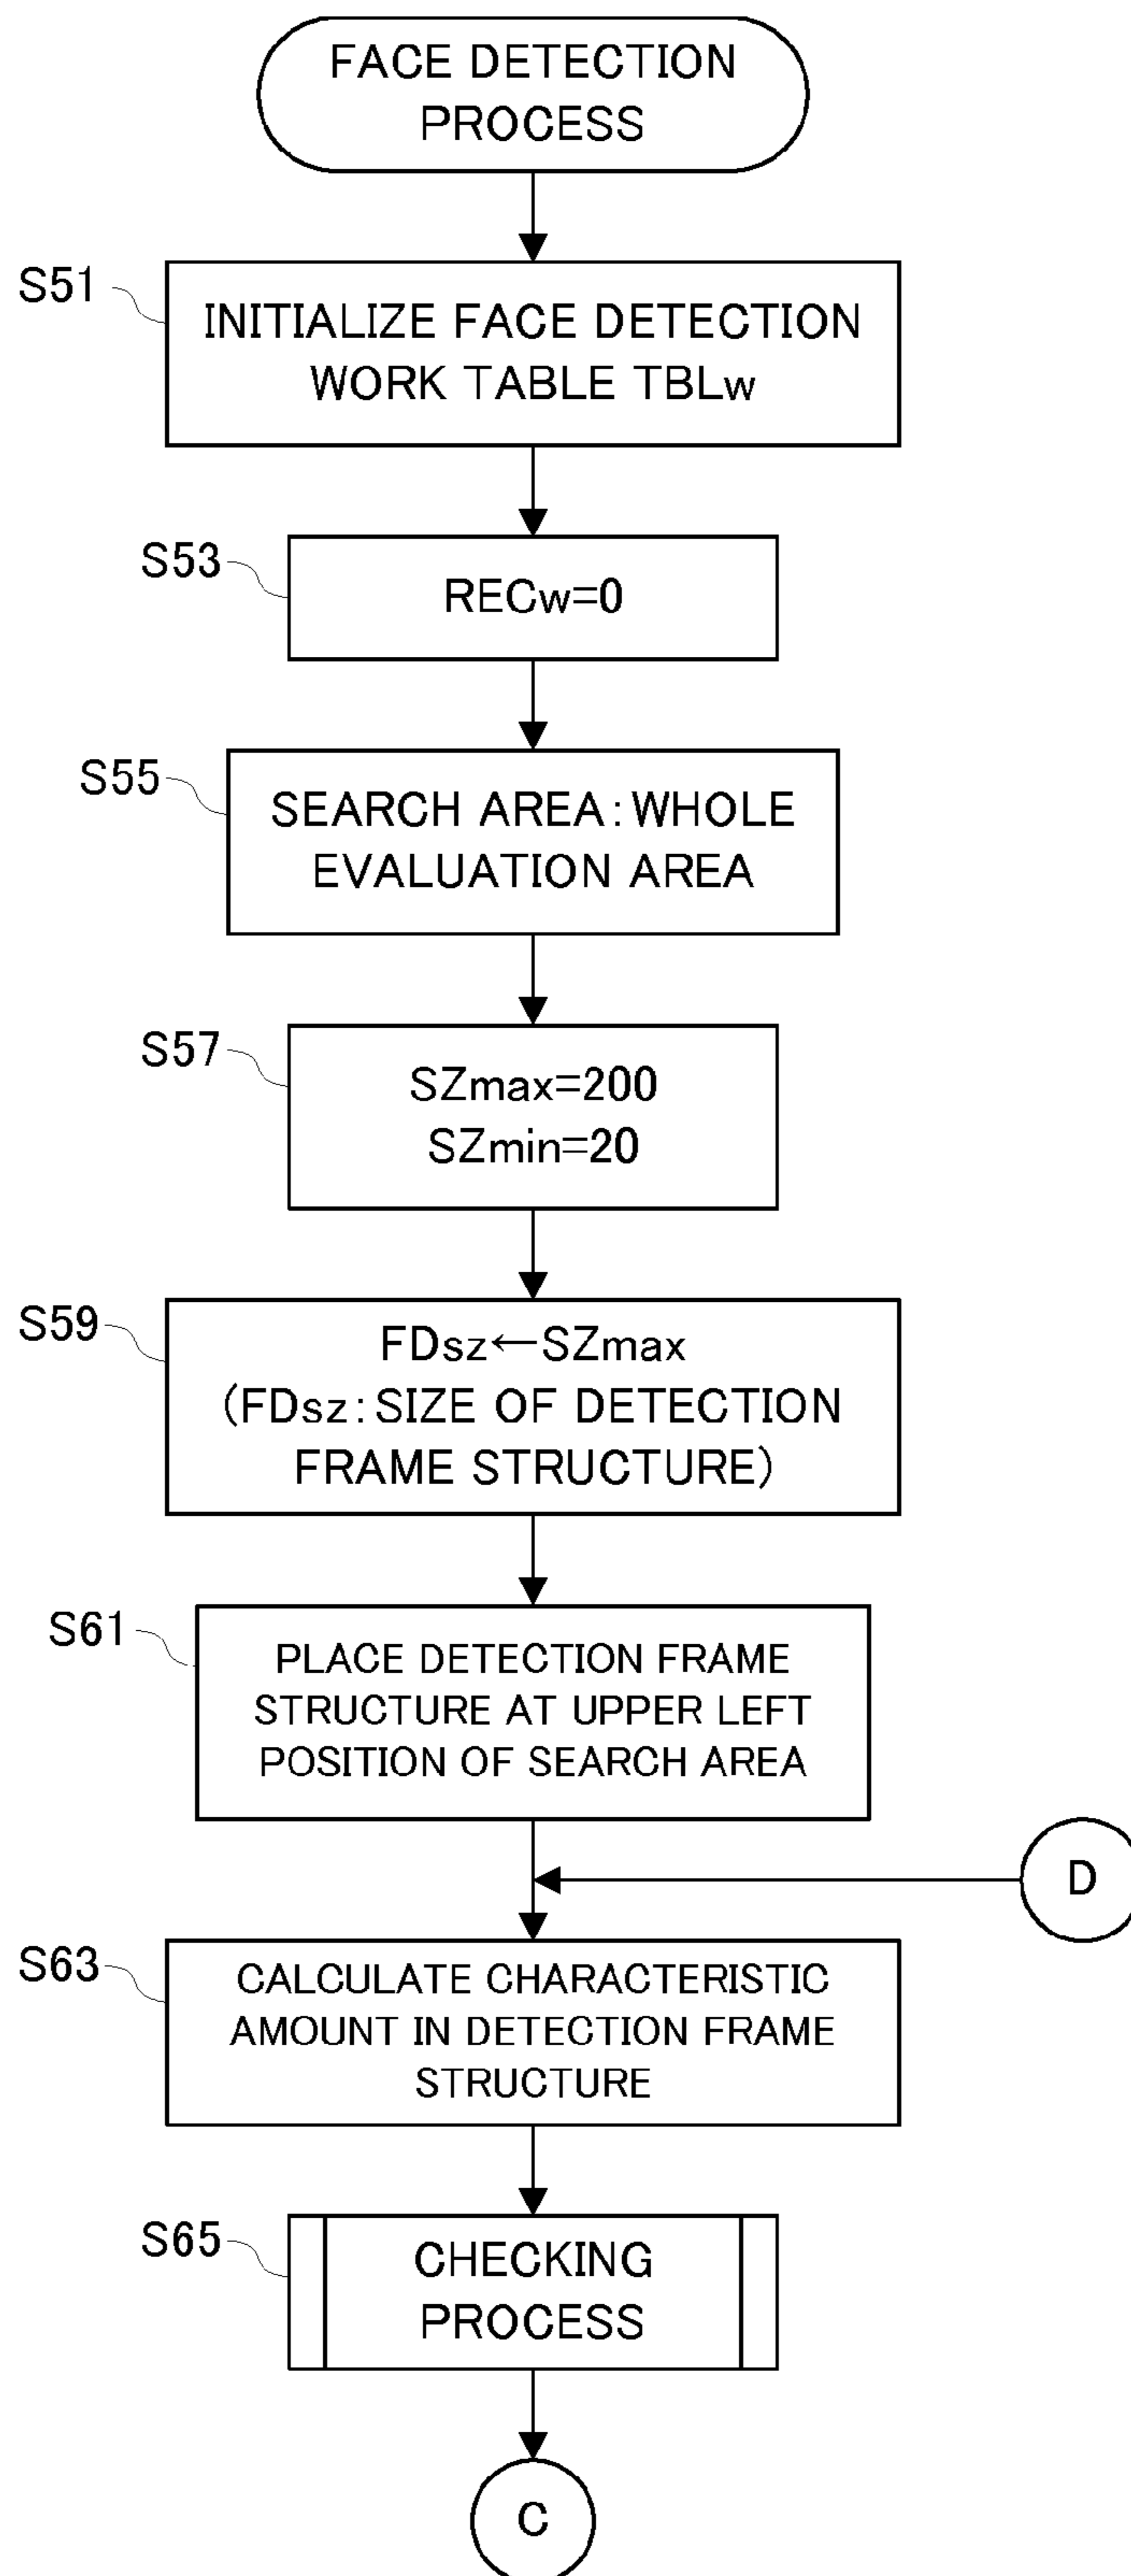 FACE DETECTION
PROCESS
S51
INITIALIZE FACE DETECTION
WORK TABLE TBLw
S53
RECw=0
S55
SEARCH AREA:WHOLE
EVALUATION AREA
S57
SZmax=200
SZmin=20
S59
FDsz←SZmax
(FDsz:SIZE OF DETECTION
FRAME STRUCTURE)
S61
PLACE DETECTION FRAME
STRUCTURE AT UPPER LEFT
POSITION OF SEARCH AREA
D
S63
CALCULATE CHARACTERISTIC
AMOUNT IN DETECTION FRAME
STRUCTURE
S65
CHECKING
PROCESS
C